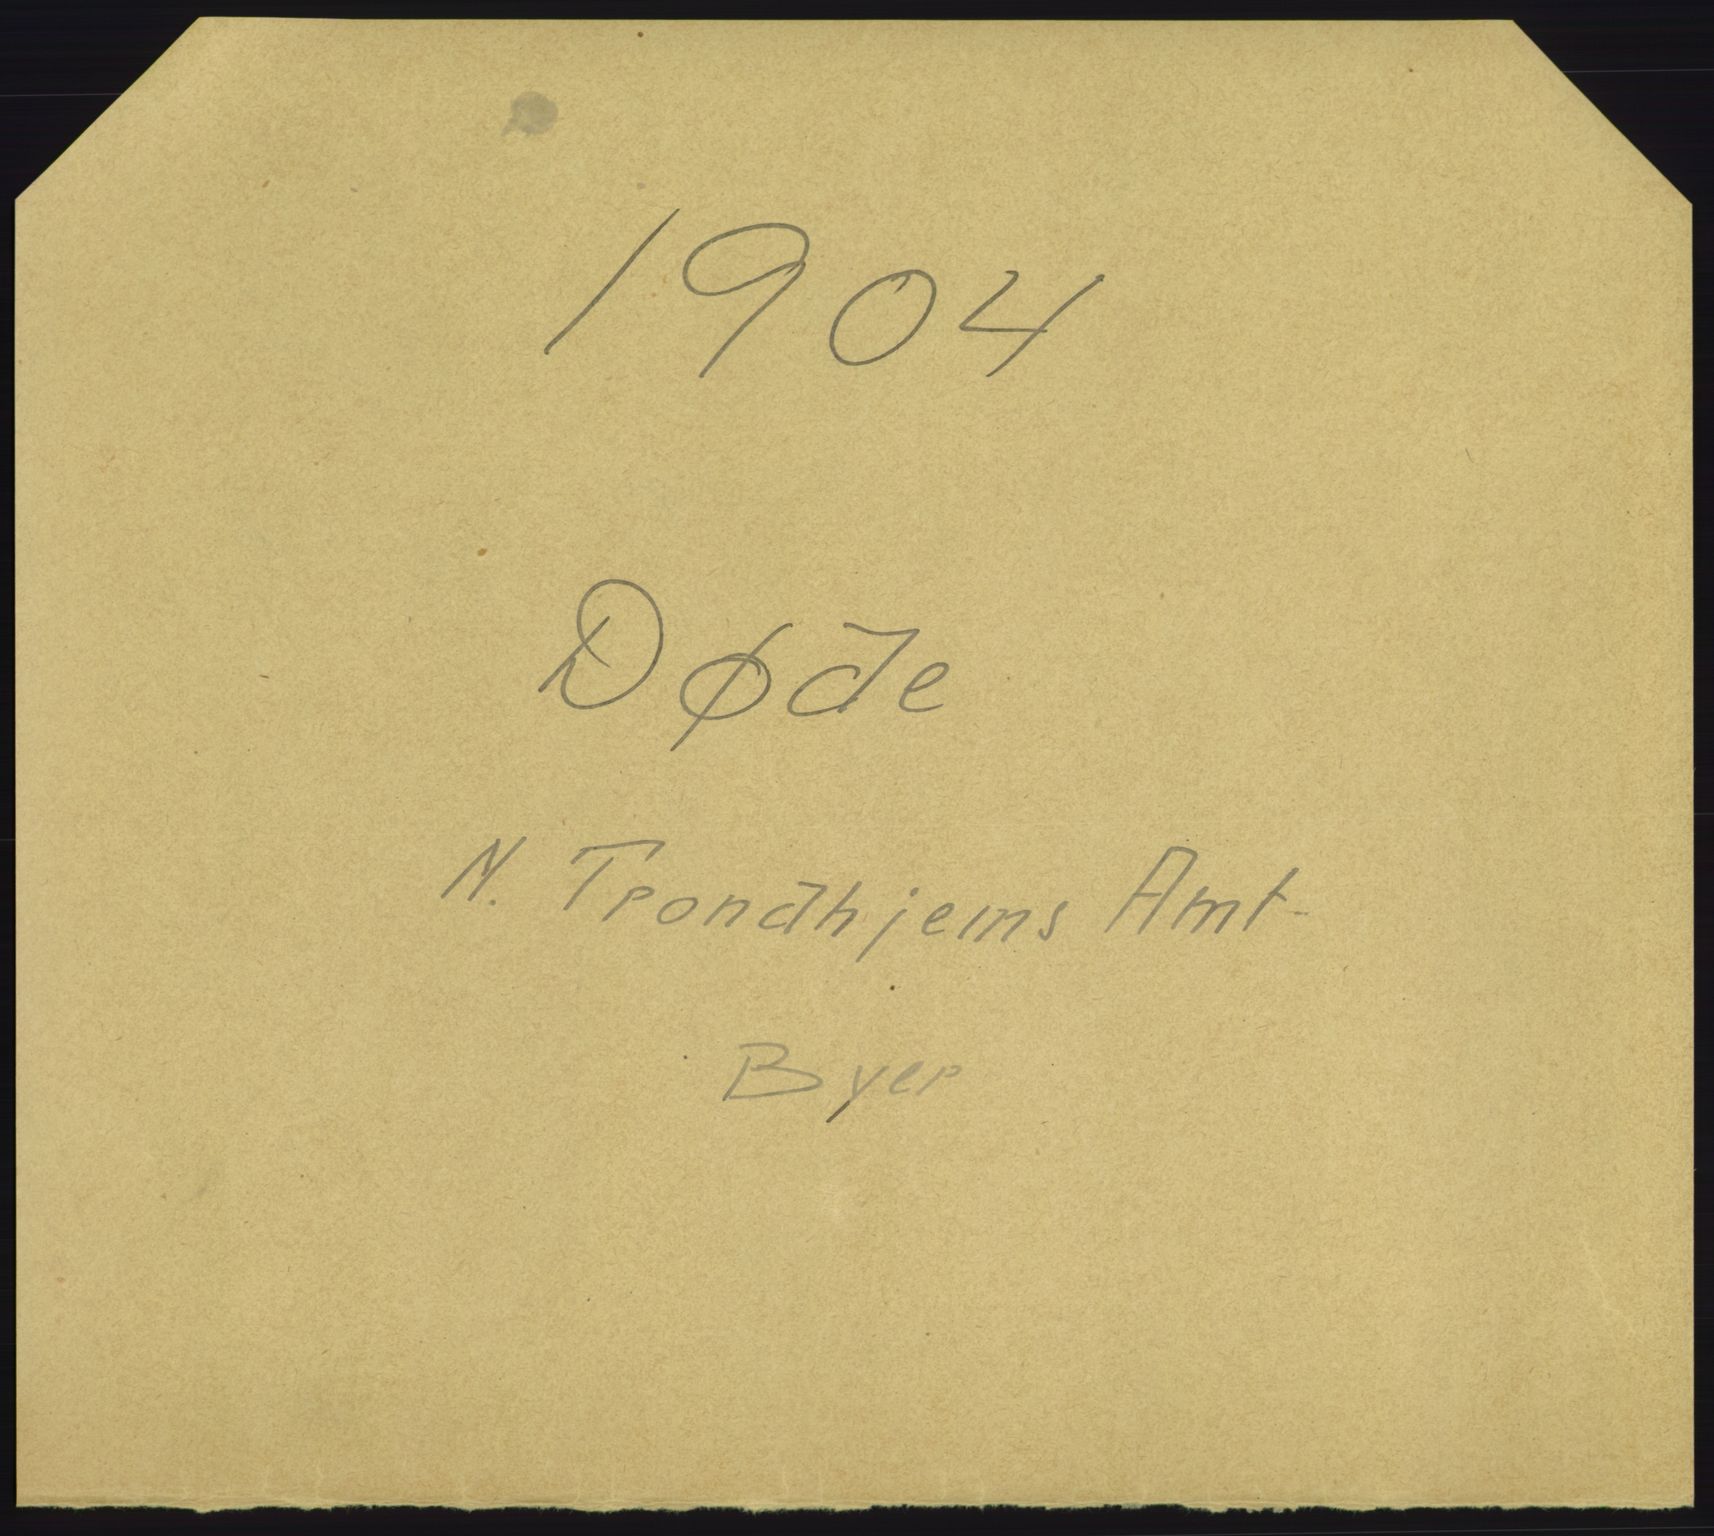 1904
Døde
N. Trondhjems Amt
Byer